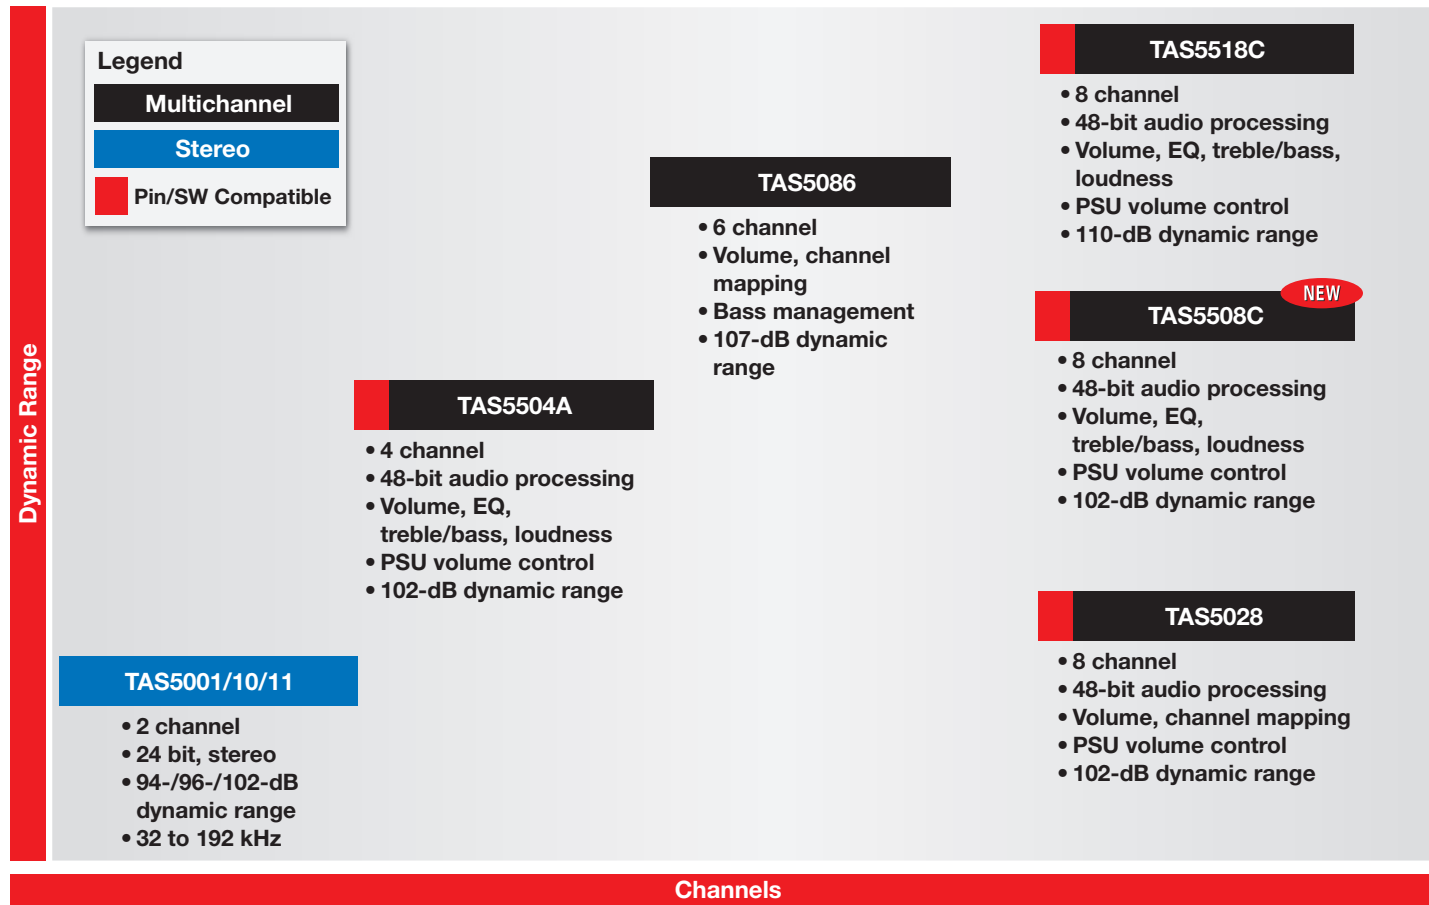 Legend
Multichannel
Stereo
Pin/SW Compatible
Dynamic Range
TAS5001/10/11
• 2 channel
• 24 bit, stereo
• 94-/96-/102-dB
dynamic range
• 32 to 192 kHz
TAS5504A
• 4 channel
• 48-bit audio processing
• Volume, EQ,
treble/bass, loudness
• PSU volume control
• 102-dB dynamic range
TAS5086
• 6 channel
• Volume, channel
mapping
• Bass management
• 107-dB dynamic
range
TAS5518C
• 8 channel
• 48-bit audio processing
• Volume, EQ, treble/bass,
loudness
• PSU volume control
• 110-dB dynamic range
NEW
TAS5508C
• 8 channel
• 48-bit audio processing
• Volume, EQ,
treble/bass, loudness
• PSU volume control
• 102-dB dynamic range
TAS5028
• 8 channel
• 48-bit audio processing
• Volume, channel mapping
• PSU volume control
• 102-dB dynamic range
Channels